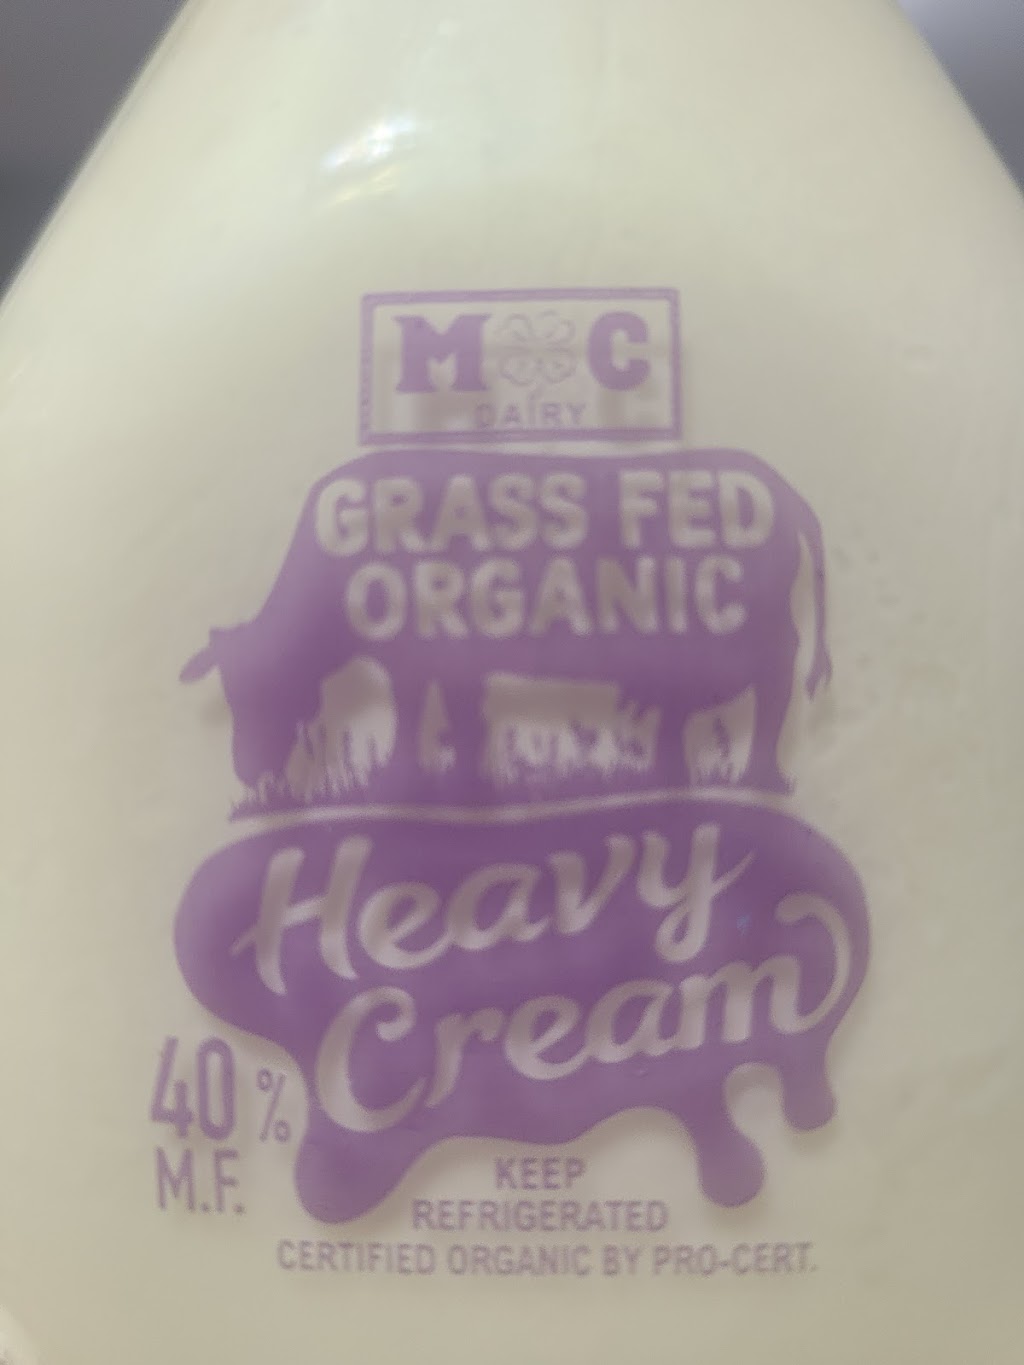 M C
DAIRY
GRASS FED
ORGANIC
Heavy
Cream
40%
M.F.
KEEP
REFRIGERATED
CERTIFIED ORGANIC BY PRO-CERT.